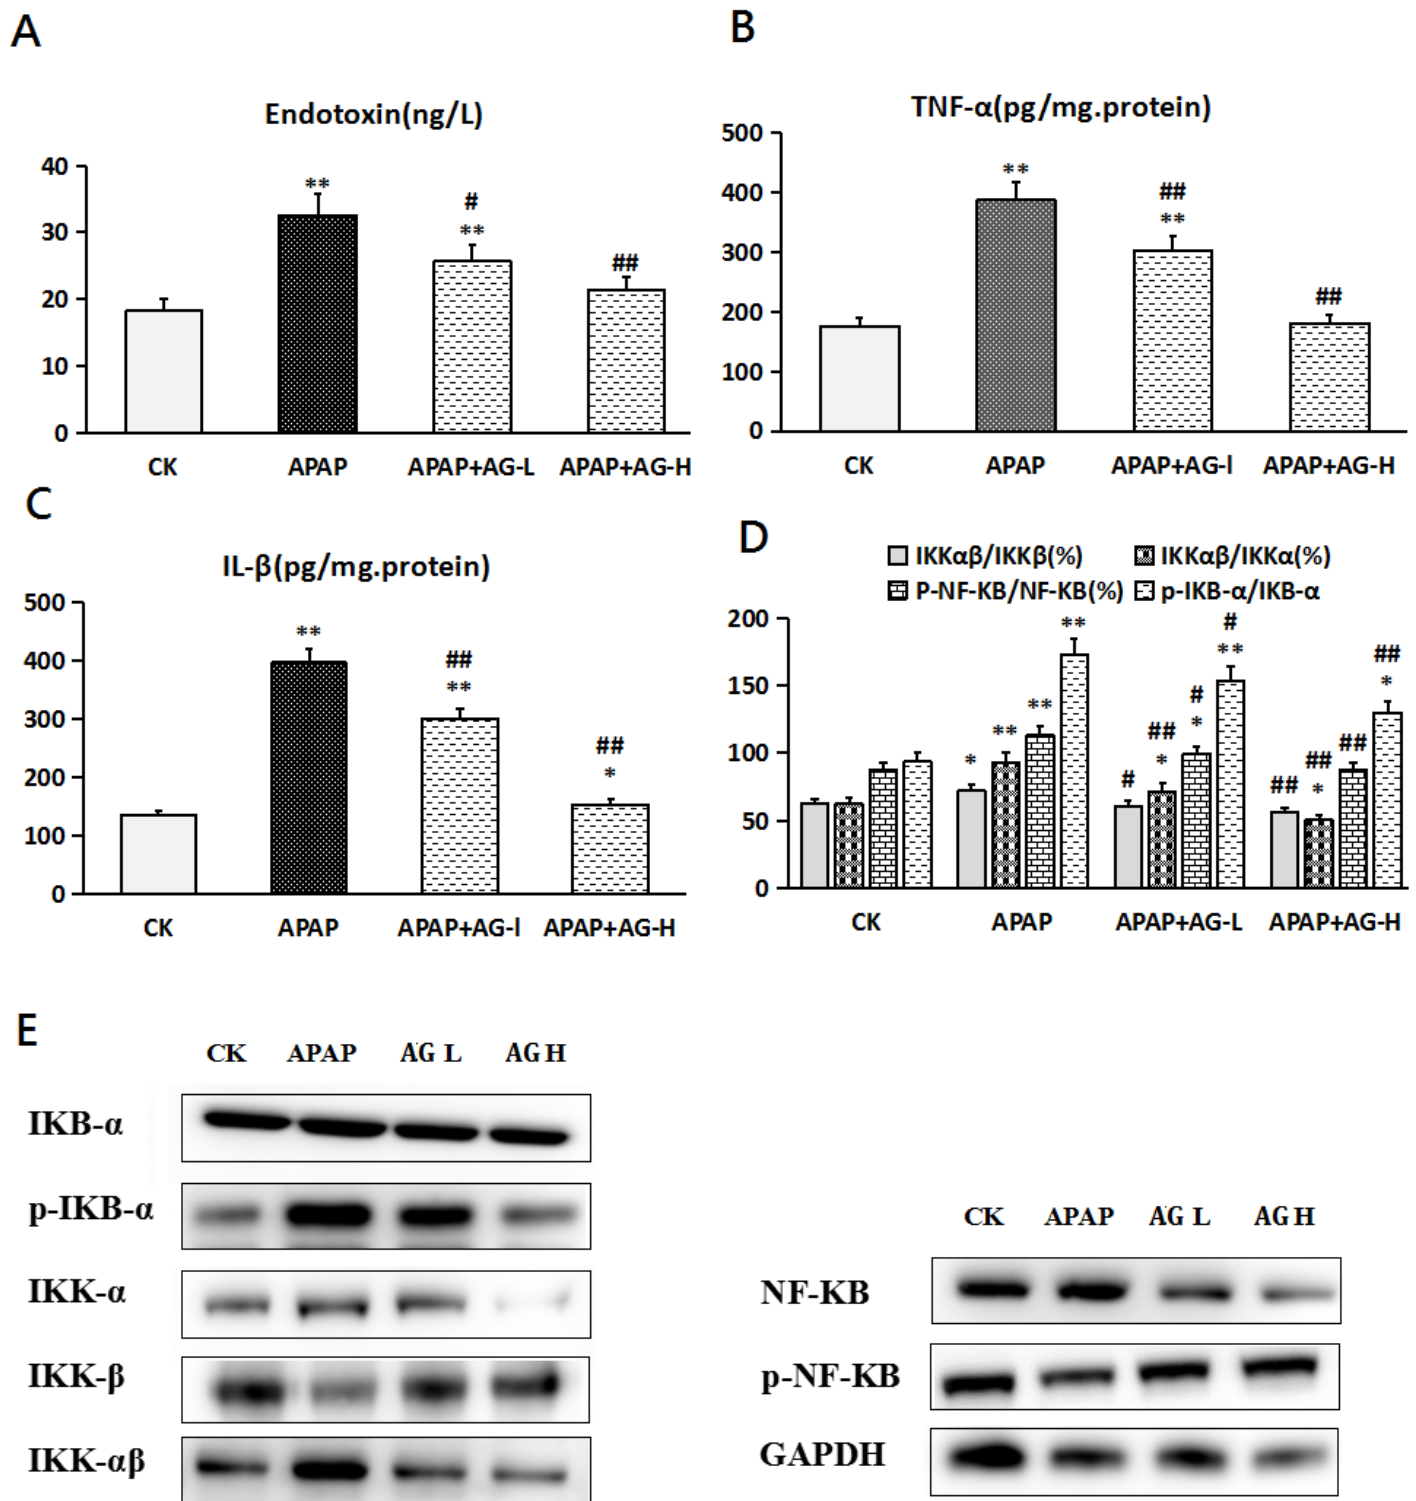 A
Endotoxin(ng/L)
40
30
20
10
0
**
#
**
##
CK APAP APAP+AG-L APAP+AG-H
B
TNF-α(pg/mg.protein)
500
400
300
200
100
0
**
##
**
##
CK APAP APAP+AG-l APAP+AG-H
C
IL-β(pg/mg.protein)
500
400
300
200
100
0
**
##
**
##
*
CK APAP APAP+AG-l APAP+AG-H
D
IKKαβ/IKKβ(%) IKKαβ/IKKα(%)
P-NF-KB/NF-KB(%) p-IKB-α/IKB-α
200
150
100
50
0
*
**
**
**
#
##
*
#
*
#
**
##
##
*
##
##
*
CK APAP APAP+AG-L APAP+AG-H
E
CK APAP AG L AG H
IKB-α
p-IKB-α
IKK-α
IKK-β
IKK-αβ
CK APAP AG L AG H
NF-KB
p-NF-KB
GAPDH